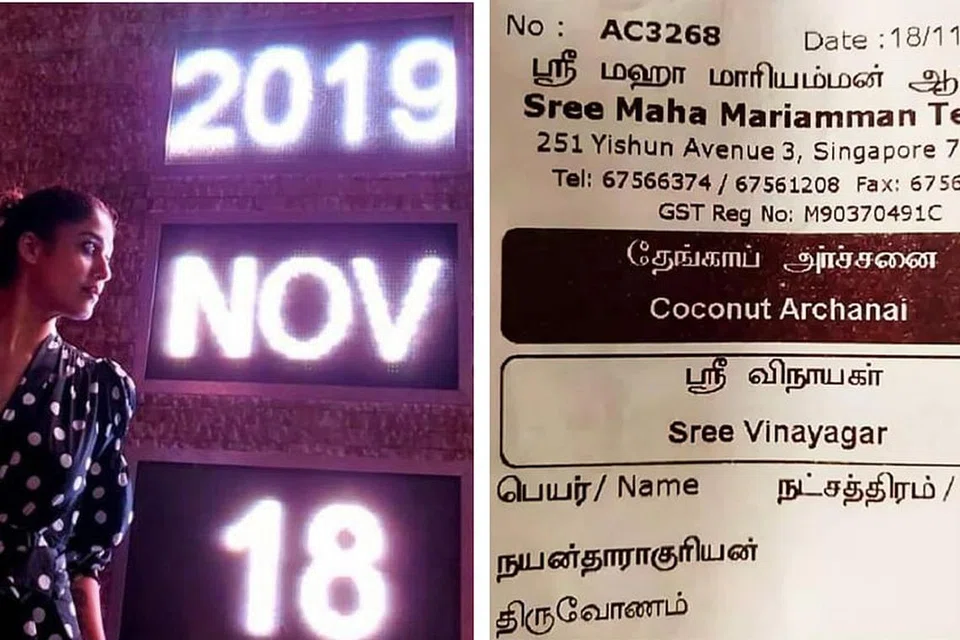 2019
NOV
18
No : AC3268 Date :18/11
ஸ்ரீ மஹா மாரியம்மன் ஆ
Sree Maha Mariamman Te
251 Yishun Avenue 3, Singapore 7
Tel: 67566374 / 67561208 Fax: 6756
GST Reg No: M90370491C
தேங்காய் அர்ச்சனை
Coconut Archanai
ஸ்ரீ விநாயகர்
Sree Vinayagar
பெயர்/ Name நட்சத்திரம் /
நயன்தாராகுரியன்
திருவோணம்